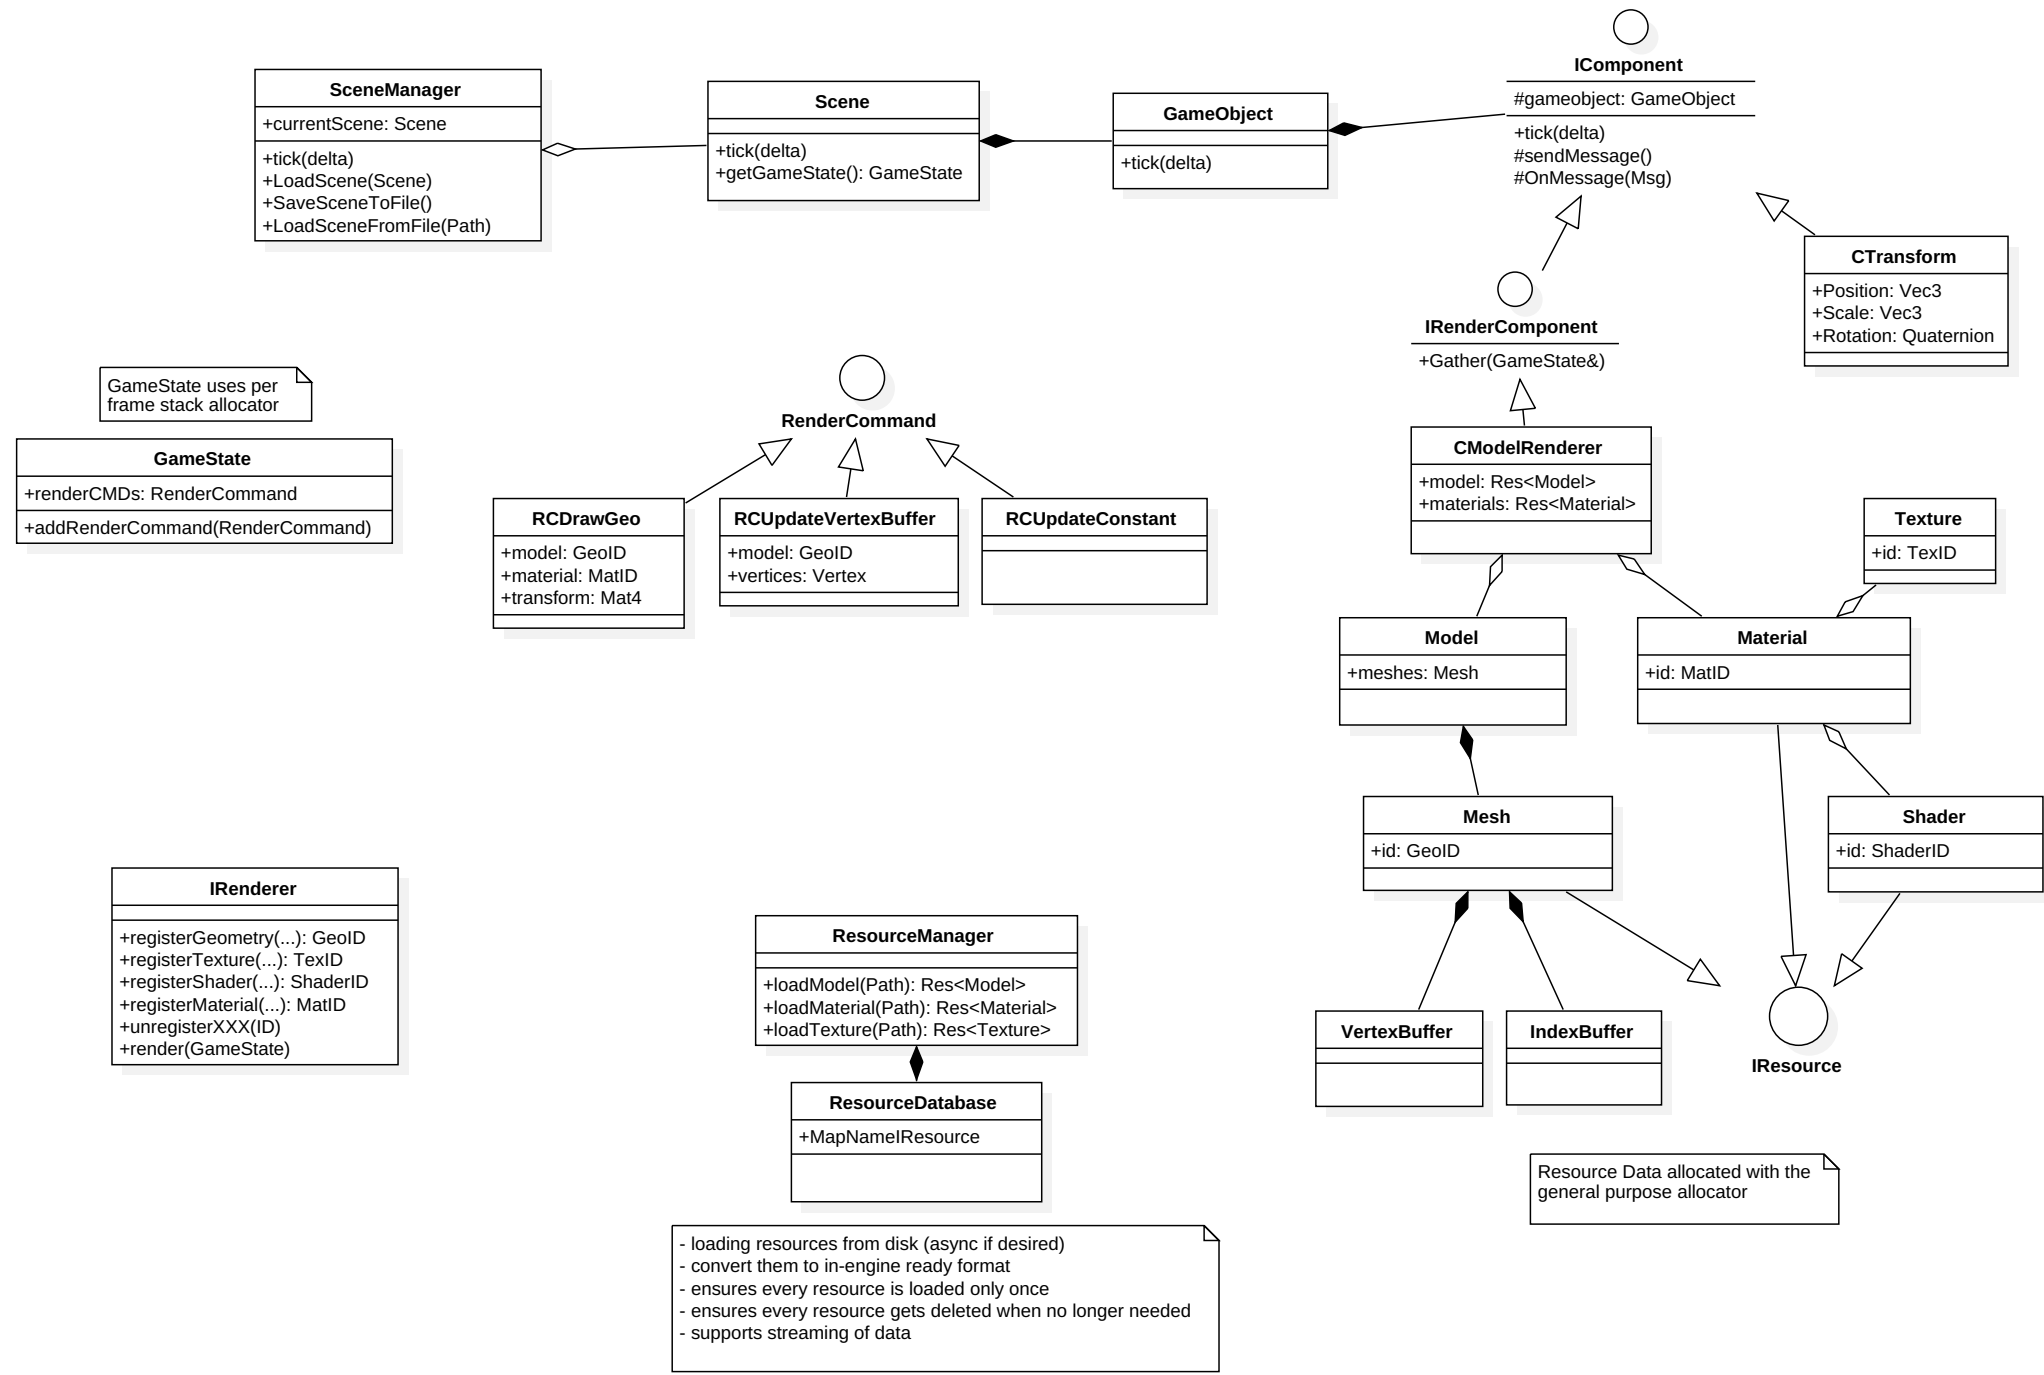 SceneManager
+currentScene: Scene
+tick(delta)
+LoadScene(Scene)
+SaveSceneToFile()
+LoadSceneFromFile(Path)
Scene
+tick(delta)
+getGameState(): GameState
GameObject
+tick(delta)
IComponent
#gameobject: GameObject
+tick(delta)
#sendMessage()
#OnMessage(Msg)
CTransform
+Position: Vec3
+Scale: Vec3
+Rotation: Quaternion
IRenderComponent
+Gather(GameState&)
GameState uses per
frame stack allocator
GameState
+renderCMDs: RenderCommand
+addRenderCommand(RenderCommand)
RenderCommand
RCDrawGeo
+model: GeoID
+material: MatID
+transform: Mat4
RCUpdateVertexBuffer
+model: GeoID
+vertices: Vertex
RCUpdateConstant
CModelRenderer
+model: Res<Model>
+materials: Res<Material>
Texture
+id: TexID
Model
+meshes: Mesh
Material
+id: MatID
Mesh
+id: GeoID
Shader
+id: ShaderID
IRenderer
+registerGeometry(...): GeoID
+registerTexture(...): TexID
+registerShader(...): ShaderID
+registerMaterial(...): MatID
+unregisterXXX(ID)
+render(GameState)
ResourceManager
+loadModel(Path): Res<Model>
+loadMaterial(Path): Res<Material>
+loadTexture(Path): Res<Texture>
VertexBuffer
IndexBuffer
IResource
ResourceDatabase
+MapNameIResource
Resource Data allocated with the
general purpose allocator
- loading resources from disk (async if desired)
- convert them to in-engine ready format
- ensures every resource is loaded only once
- ensures every resource gets deleted when no longer needed
- supports streaming of data